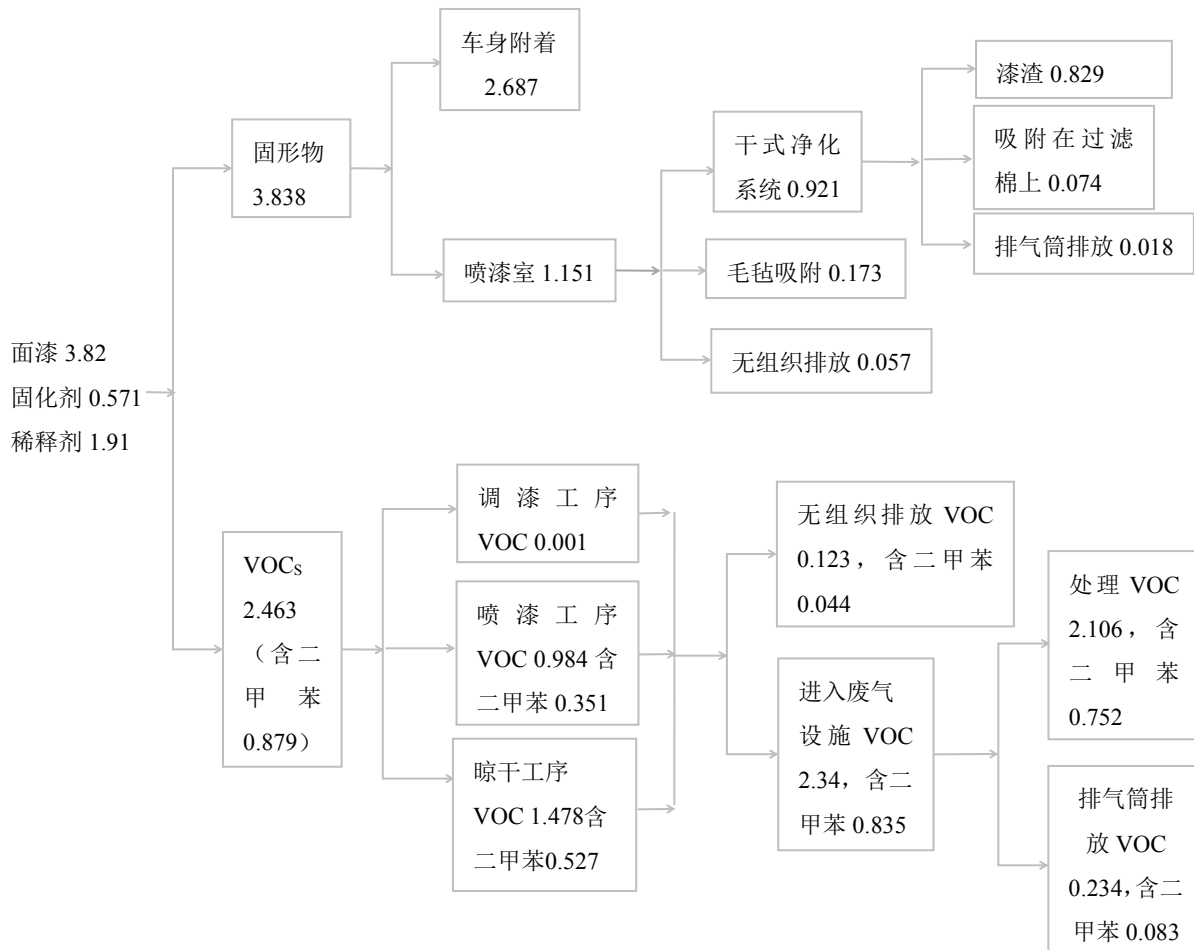 车身附着
2.687
漆渣 0.829
固形物
3.838
干式净化
系统 0.921
吸附在过滤
棉上 0.074
喷漆室 1.151
毛毡吸附 0.173
排气筒排放 0.018
无组织排放 0.057
面漆 3.82
固化剂 0.571
稀释剂 1.91
VOCS
2.463
（含二
甲苯
0.879）
调漆工序
VOC 0.001
喷漆工序
VOC 0.984 含
二甲苯 0.351
晾干工序
VOC 1.478含
二甲苯0.527
无组织排放 VOC
0.123，含二甲苯
0.044
进入废气
设施 VOC
2.34，含二
甲苯 0.835
处理 VOC
2.106，含
二甲苯
0.752
排气筒排
放 VOC
0.234,含二
甲苯 0.083